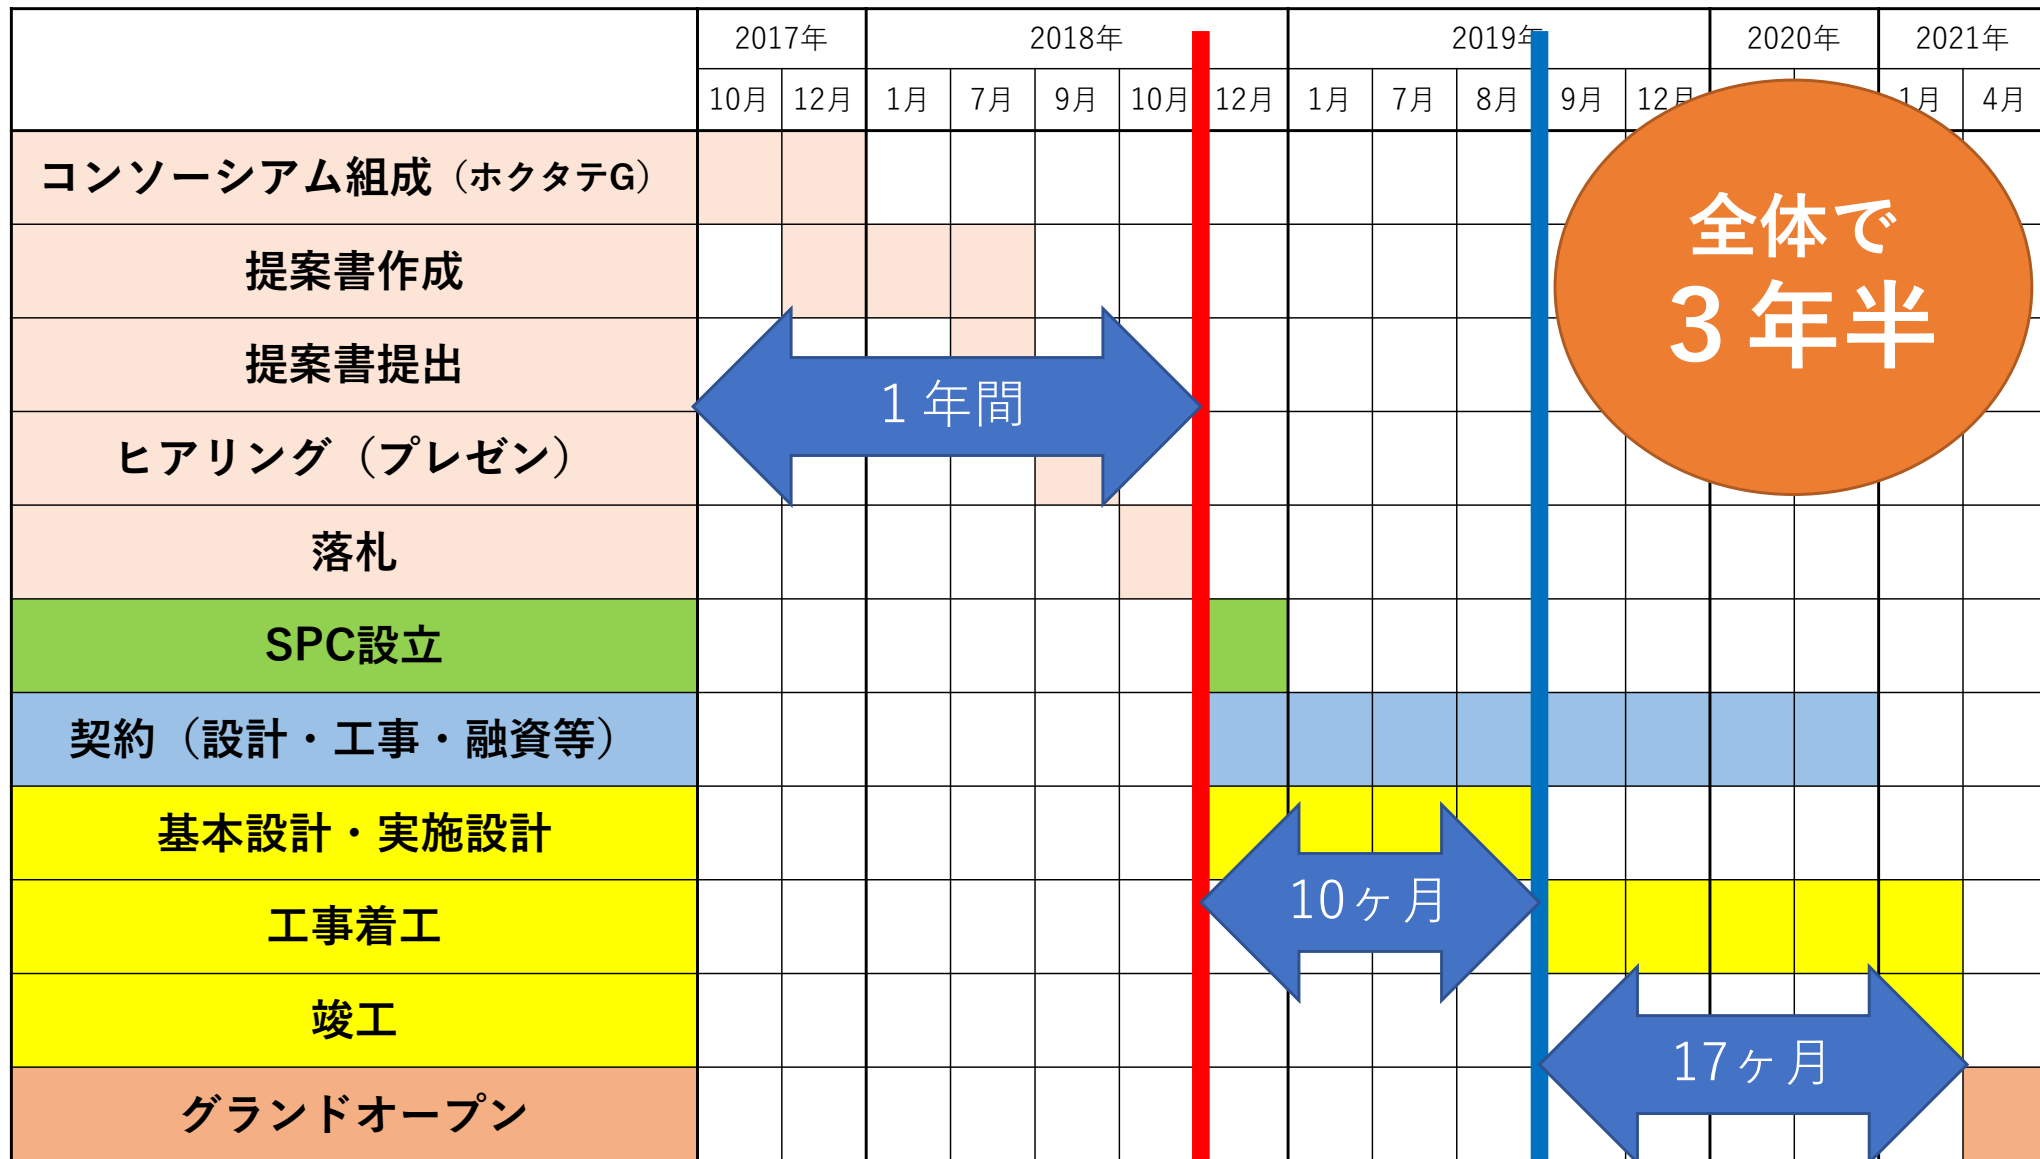 2017年 2018年 2019年 2020年 2021年
10月 12月 1月 7月 9月 10月 12月 1月 7月 8月 9月 12月 1月 4月
コンソーシアム組成（ホクタテG）
提案書作成
提案書提出
ヒアリング（プレゼン）
落札
SPC設立
契約（設計・工事・融資等）
基本設計・実施設計
工事着工
竣工
グランドオープン
全体で
３年半
１年間
10ヶ月
17ヶ月